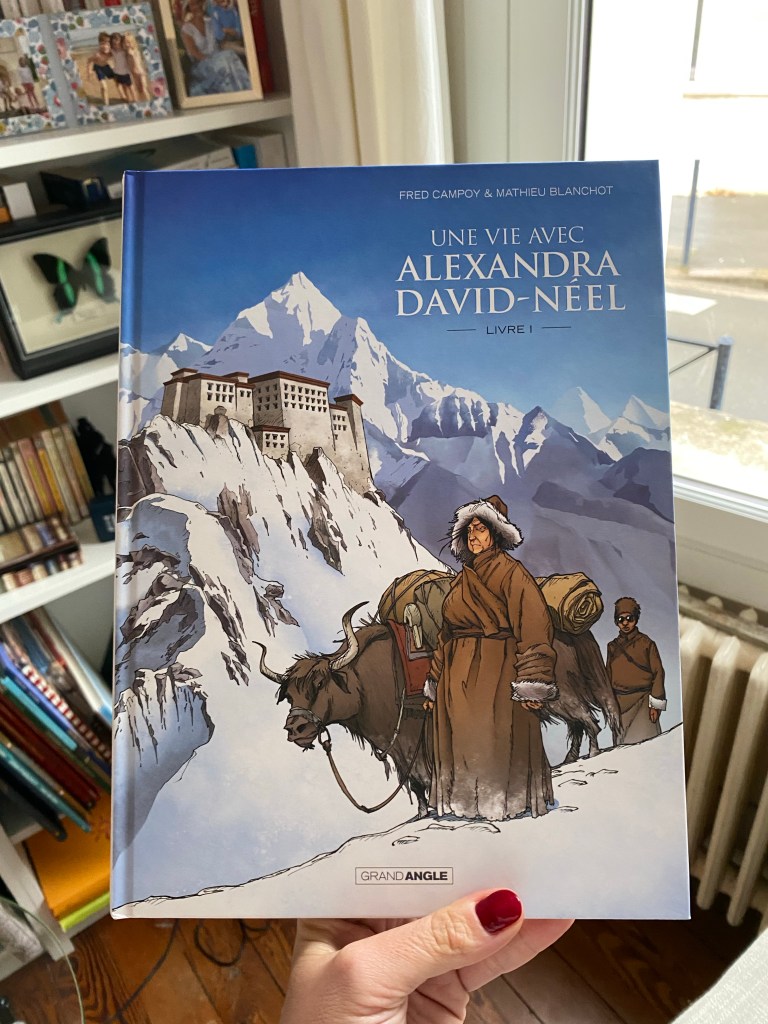 FRED CAMPOY & MATHIEU BLANCHOT
UNE VIE AVEC
ALEXANDRA
DAVID-NÉEL
LIVRE I
GRANDANGLE